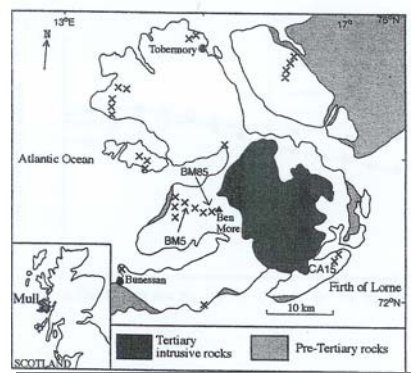 13°E
17°
75°N
N
Tobermory
Atlantic Ocean
BM85
BM5
Ben
More
CA15
Bunessan
Firth of Lorne
10 km
72°N
Mull
SCOTLAND
Tertiary
intrusive rocks
Pre-Tertiary rocks